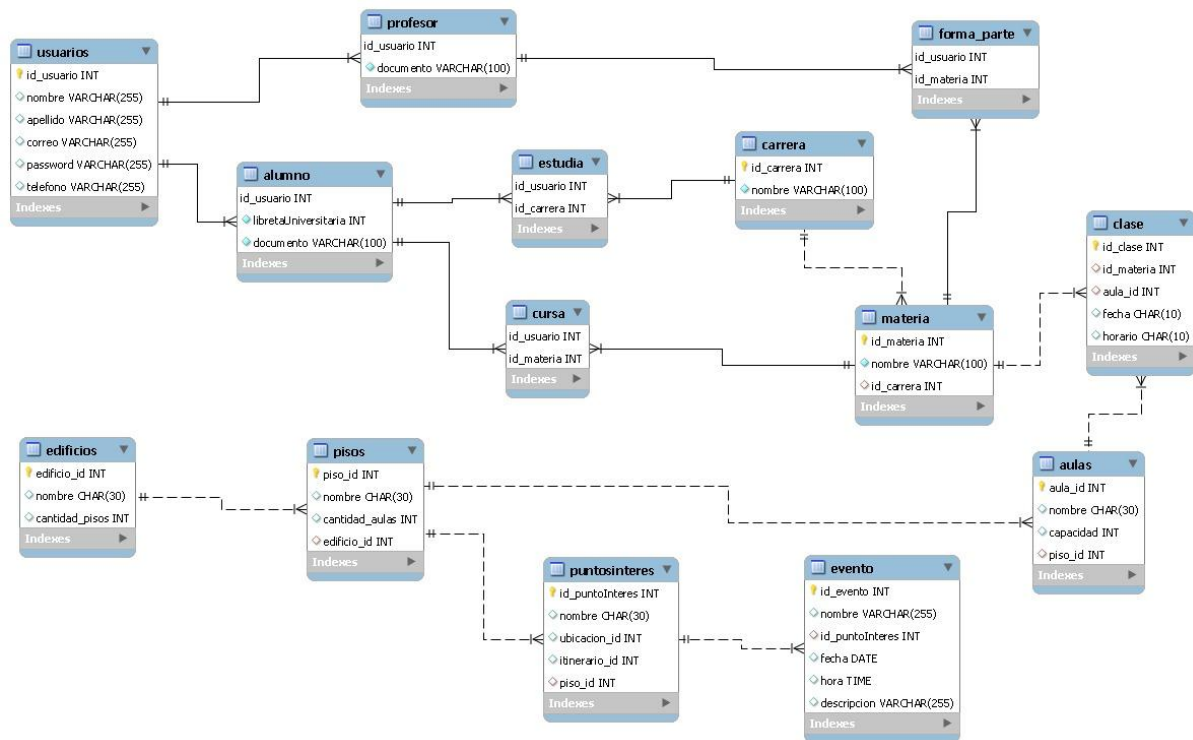 usuarios
id_usuario INT
nombre VARCHAR(255)
apellido VARCHAR(255)
correo VARCHAR(255)
password VARCHAR(255)
telefono VARCHAR(255)
Indexes
profesor
id_usuario INT
documento VARCHAR(100)
Indexes
forma_parte
id_usuario INT
id_materia INT
Indexes
alumno
id_usuario INT
libretaUniversitaria INT
documento VARCHAR(100)
Indexes
estudia
id_usuario INT
id_carrera INT
Indexes
carrera
id_carrera INT
nombre VARCHAR(100)
Indexes
clase
id_clase INT
id_materia INT
aula_id INT
fecha CHAR(10)
horario CHAR(10)
Indexes
cursa
id_usuario INT
id_materia INT
Indexes
materia
id_materia INT
nombre VARCHAR(100)
id_carrera INT
Indexes
edificios
edificio_id INT
nombre CHAR(30)
cantidad_pisos INT
Indexes
pisos
piso_id INT
nombre CHAR(30)
cantidad_aulas INT
edificio_id INT
Indexes
aulas
aula_id INT
nombre CHAR(30)
capacidad INT
piso_id INT
Indexes
puntosinteres
id_puntoInteres INT
nombre CHAR(30)
ubicacion_id INT
itinerario_id INT
piso_id INT
Indexes
evento
id_evento INT
nombre VARCHAR(255)
id_puntoInteres INT
fecha DATE
hora TIME
descripcion VARCHAR(255)
Indexes